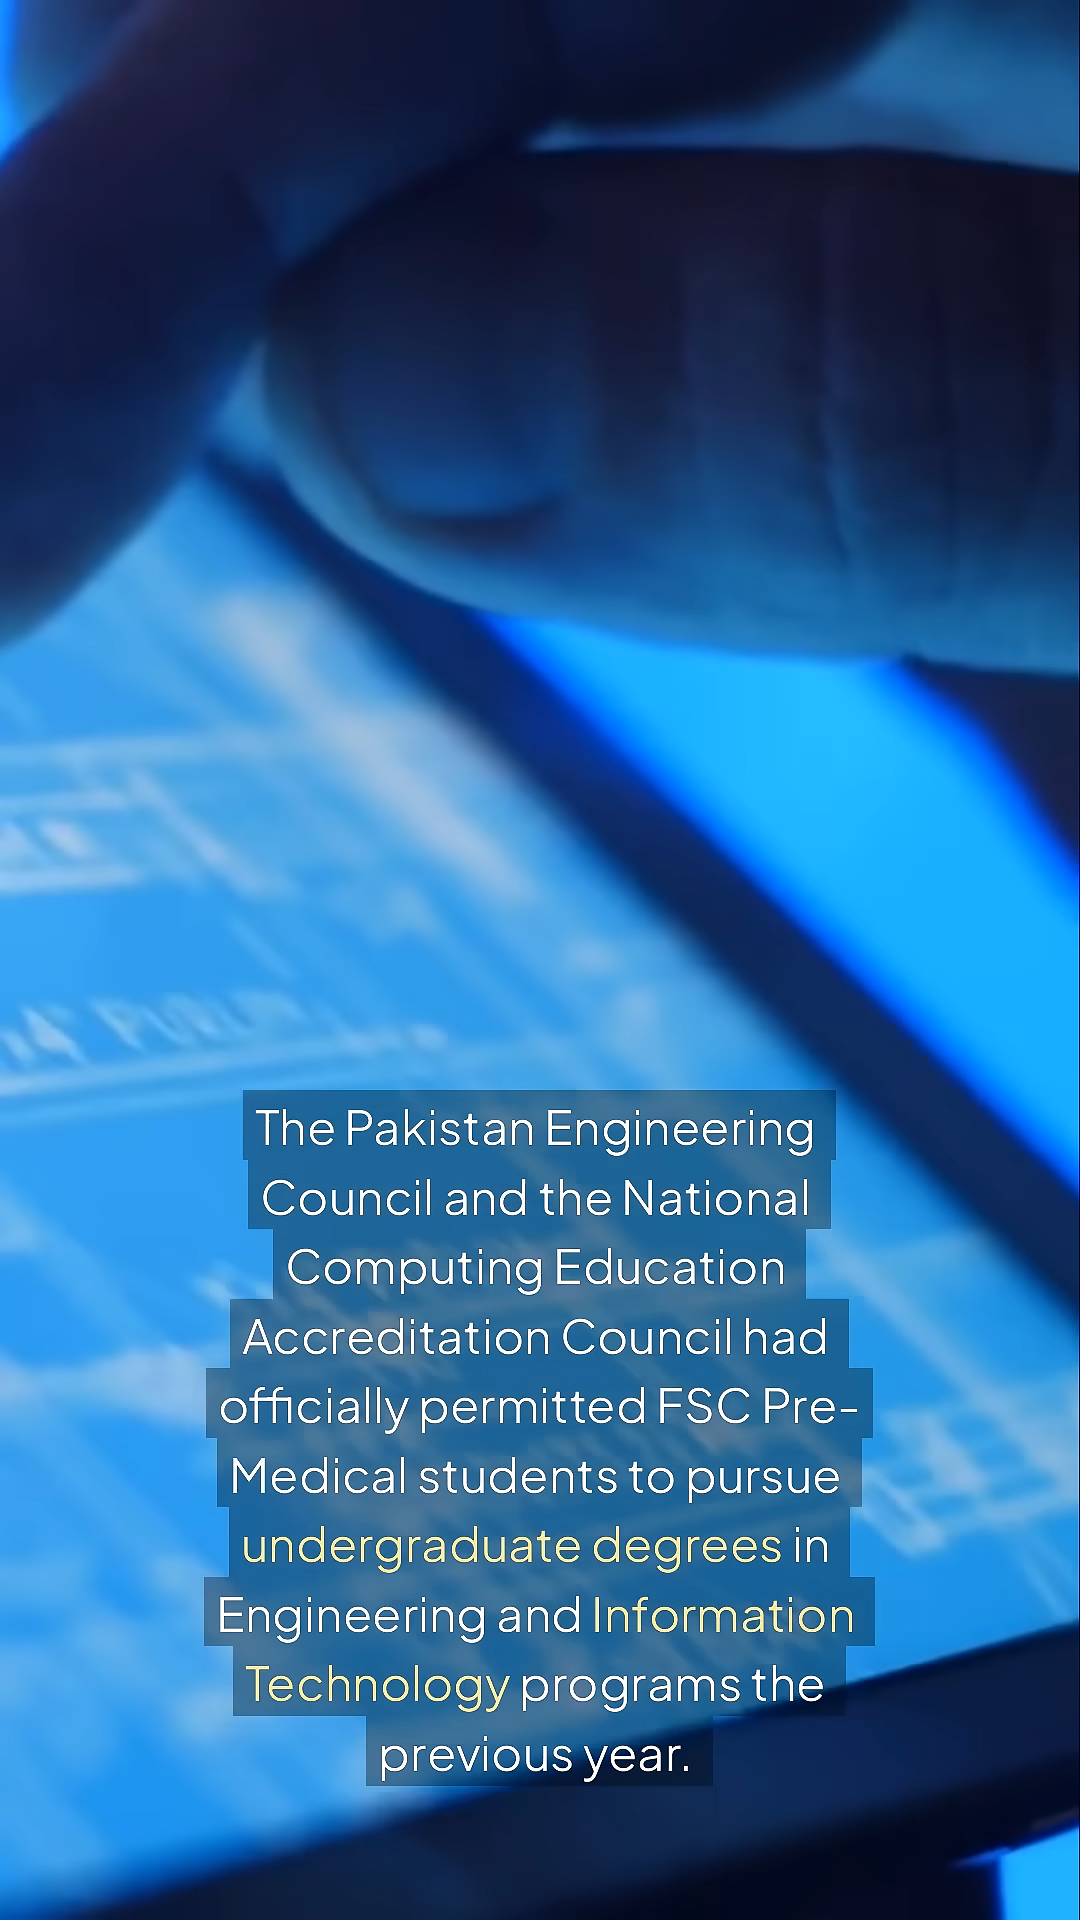 The Pakistan Engineering
Council and the National
Computing Education
Accreditation Council had
officially permitted FSC Pre-
Medical students to pursue
undergraduate degrees in
Engineering and Information
Technology programs the
previous year.